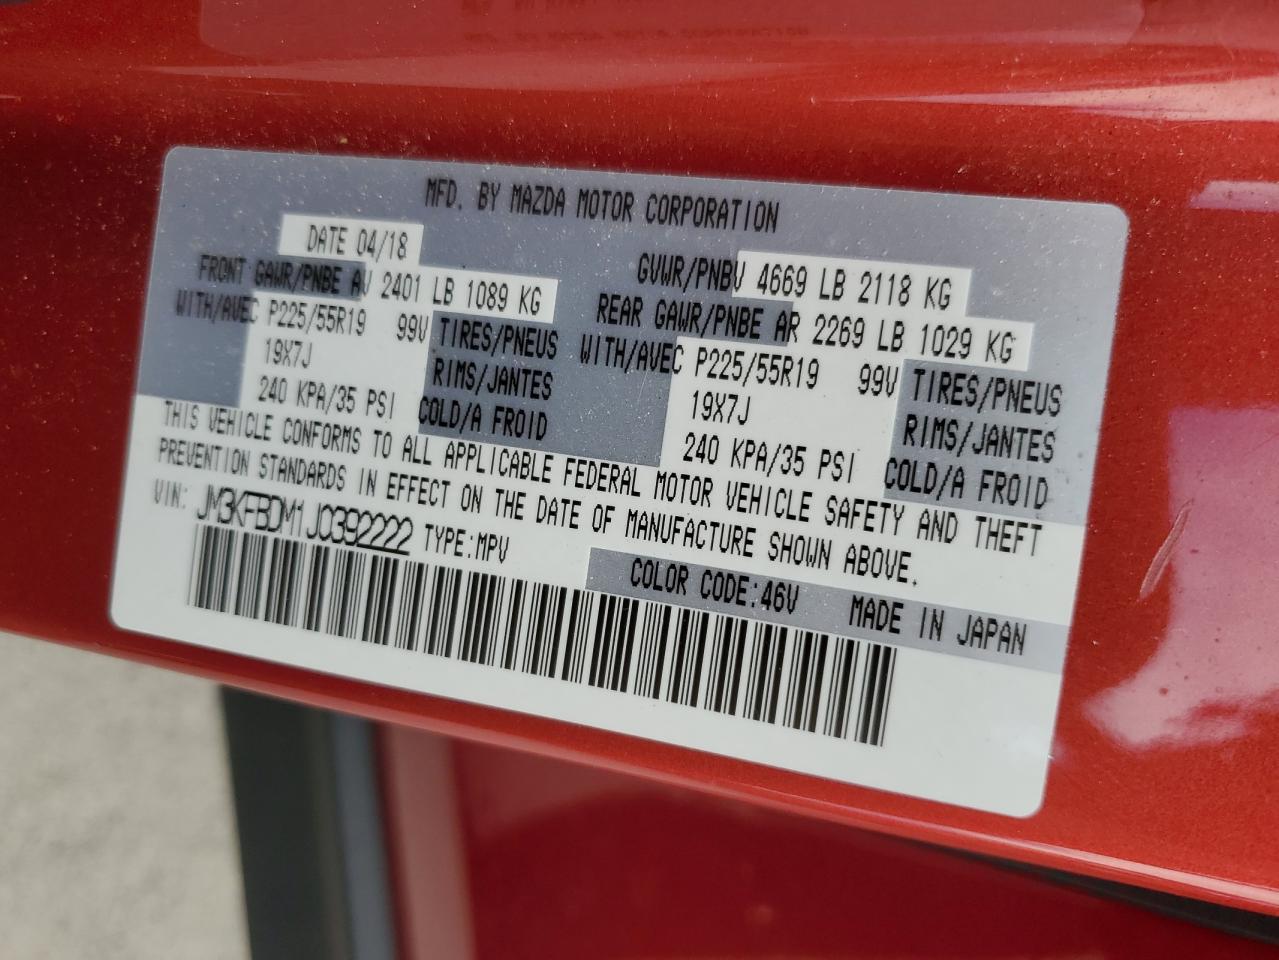 MFD. BY MAZDA MOTOR CORPORATION
DATE 04/18 GVWR/PNBV 4669 LB 2118 KG
FRONT GAWR/PNBE AV 2401 LB 1089 KG REAR GAWR/PNBE AR 2269 LB 1029 KG
WITH/AVEC P225/55R19 99V TIRES/PNEUS WITH/AVEC P225/55R19 99V TIRES/PNEUS
19X7J RIMS/JANTES 19X7J RIMS/JANTES
240 KPA/35 PSI COLD/A FROID 240 KPA/35 PSI COLD/A FROID
THIS VEHICLE CONFORMS TO ALL APPLICABLE FEDERAL MOTOR VEHICLE SAFETY AND THEFT
PREVENTION STANDARDS IN EFFECT ON THE DATE OF MANUFACTURE SHOWN ABOVE.
VIN: JM3KFBDM1J0392222 TYPE:MPV
COLOR CODE:46V MADE IN JAPAN